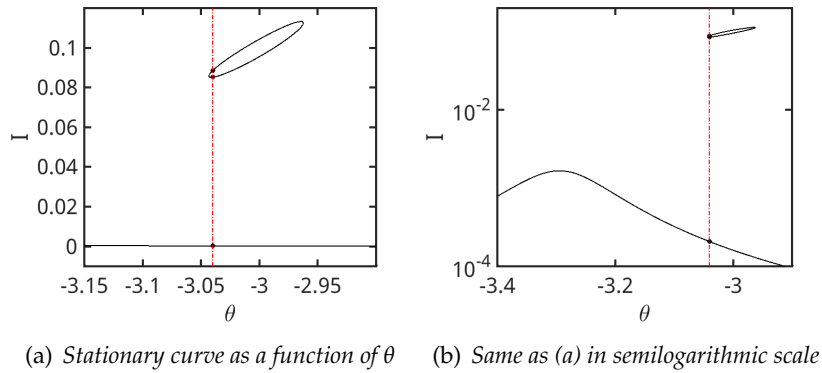 0.1
0.08
0.06
0.04
0.02
0
I
-3.15 -3.1 -3.05 -3 -2.95
θ
10-2
10-4
I
-3.4 -3.2 -3
θ
(a) Stationary curve as a function of θ
(b) Same as (a) in semilogarithmic scale